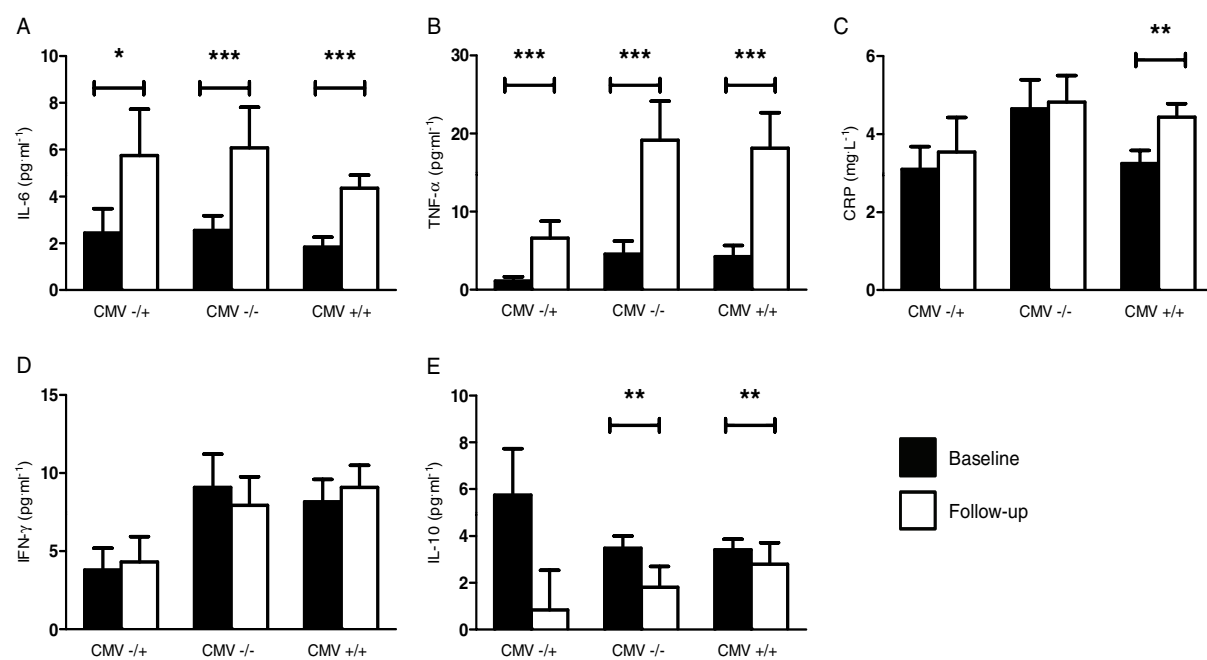 A
IL-6 (pg·ml⁻¹)
10
8
6
4
2
0
* *** ***
CMV -/+ CMV -/- CMV +/+
B
TNF-α (pg·ml⁻¹)
30
20
10
0
*** *** ***
CMV -/+ CMV -/- CMV +/+
C
CRP (mg·L⁻¹)
6
4
2
0
**
CMV -/+ CMV -/- CMV +/+
D
IFN-γ (pg·ml⁻¹)
15
10
5
0
CMV -/+ CMV -/- CMV +/+
E
IL-10 (pg·ml⁻¹)
10
8
6
4
2
0
** **
CMV -/+ CMV -/- CMV +/+
Baseline
Follow-up